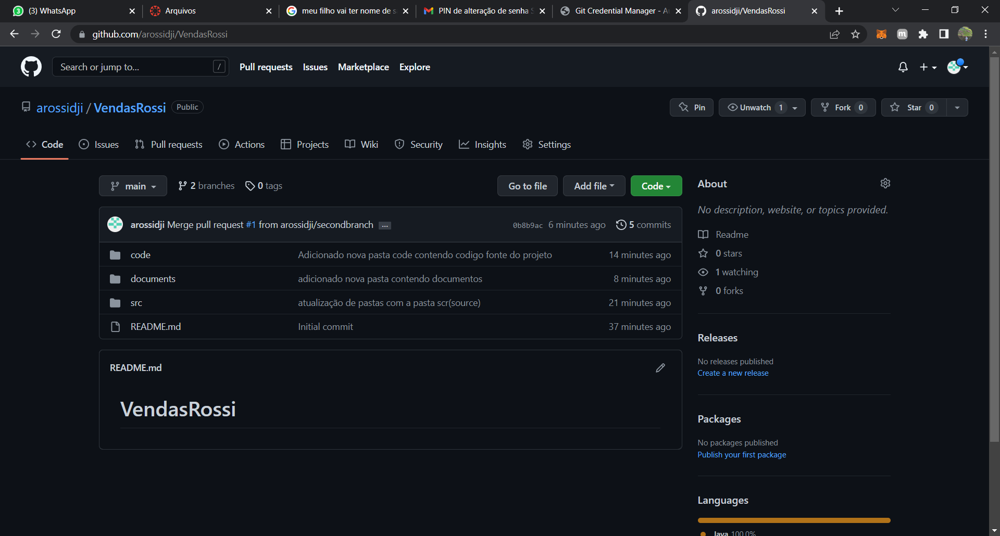 (3) WhatsApp
Arquivos
meu filho vai ter nome de s
PIN de alteração de senha S
Git Credential Manager - A
arossidji/VendasRossi
github.com/arossidji/VendasRossi
Search or jump to... /
Pull requests Issues Marketplace Explore
arossidji / VendasRossi Public
Pin
Unwatch 1
Fork 0
Star 0
Code Issues Pull requests Actions Projects Wiki Security Insights Settings
main 2 branches 0 tags
Go to file Add file Code
arossidji Merge pull request #1 from arossidji/secondbranch ... 0b8b9ac 6 minutes ago 5 commits
code Adicionado nova pasta code contendo codigo fonte do projeto 14 minutes ago
documents adicionado nova pasta contendo documentos 8 minutes ago
src atualização de pastas com a pasta scr(source) 21 minutes ago
README.md Initial commit 37 minutes ago
README.md
VendasRossi
About
No description, website, or topics provided.
Readme
0 stars
1 watching
0 forks
Releases
No releases published
Create a new release
Packages
No packages published
Publish your first package
Languages
Java 100.0%